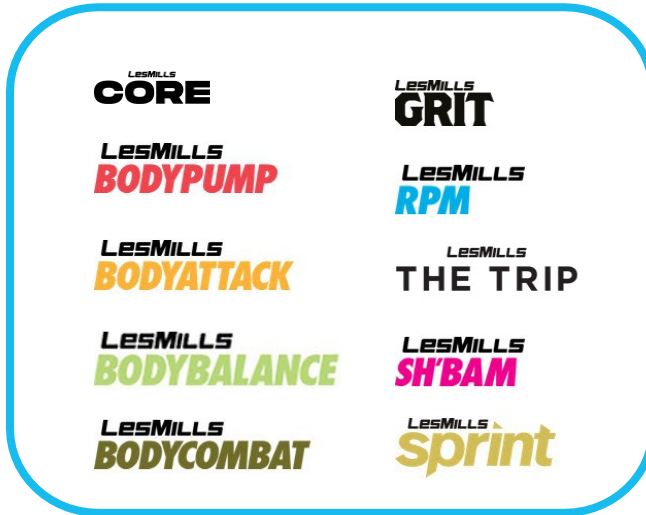 LESMILLS
CORE
LESMILLS
BODYPUMP
LESMILLS
BODYATTACK
LESMILLS
BODYBALANCE
LESMILLS
BODYCOMBAT
LESMILLS
GRIT
LESMILLS
RPM
LESMILLS
THE TRIP
LESMILLS
SH'BAM
LESMILLS
sprint